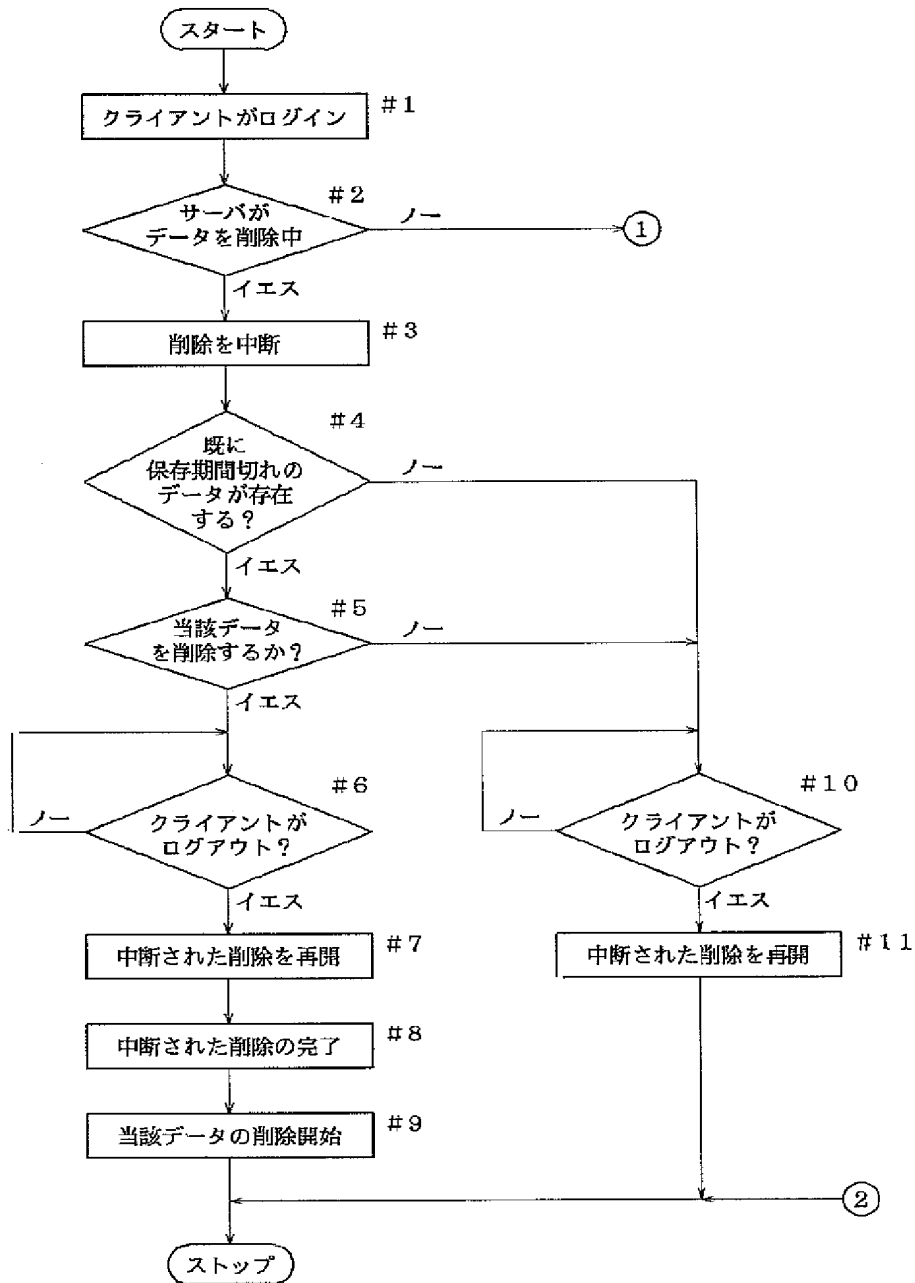 スタート
クライアントがログイン
#1
#2
サーバが
データを削除中
ノー
1
イエス
削除を中断
#3
#4
既に
保存期間切れの
データが存在
する?
ノー
イエス
#5
当該データ
を削除するか?
ノー
イエス
#6
クライアントが
ログアウト?
ノー
イエス
#10
クライアントが
ログアウト?
ノー
イエス
中断された削除を再開
#7
中断された削除を再開
#11
中断された削除の完了
#8
当該データの削除開始
#9
2
ストップ